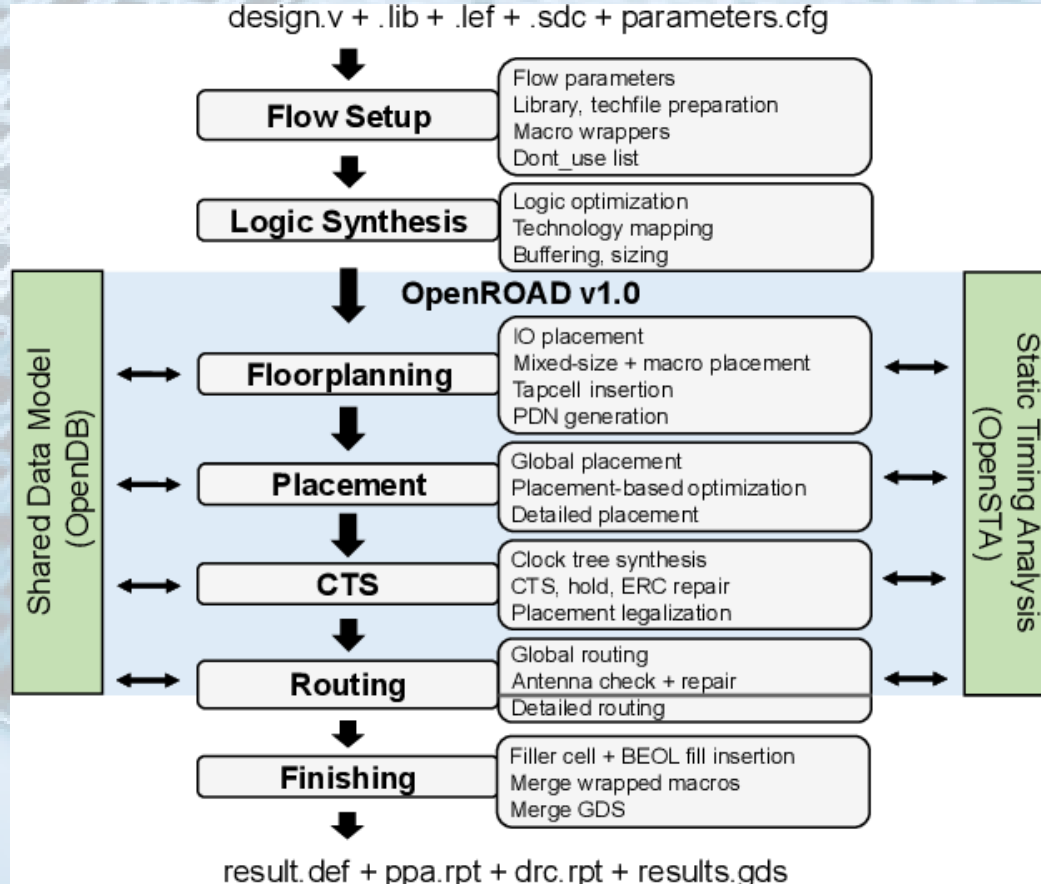 design.v + .lib + .lef + .sdc + parameters.cfg
Flow Setup
Flow parameters
Library, techfile preparation
Macro wrappers
Dont_use list
Logic Synthesis
Logic optimization
Technology mapping
Buffering, sizing
OpenROAD v1.0
Shared Data Model
(OpenDB)
Floorplanning
IO placement
Mixed-size + macro placement
Tapcell insertion
PDN generation
Placement
Global placement
Placement-based optimization
Detailed placement
CTS
Clock tree synthesis
CTS, hold, ERC repair
Placement legalization
Routing
Global routing
Antenna check + repair
Detailed routing
Static Timing Analysis
(OpenSTA)
Finishing
Filler cell + BEOL fill insertion
Merge wrapped macros
Merge GDS
result.def + ppa.rpt + drc.rpt + results.gds